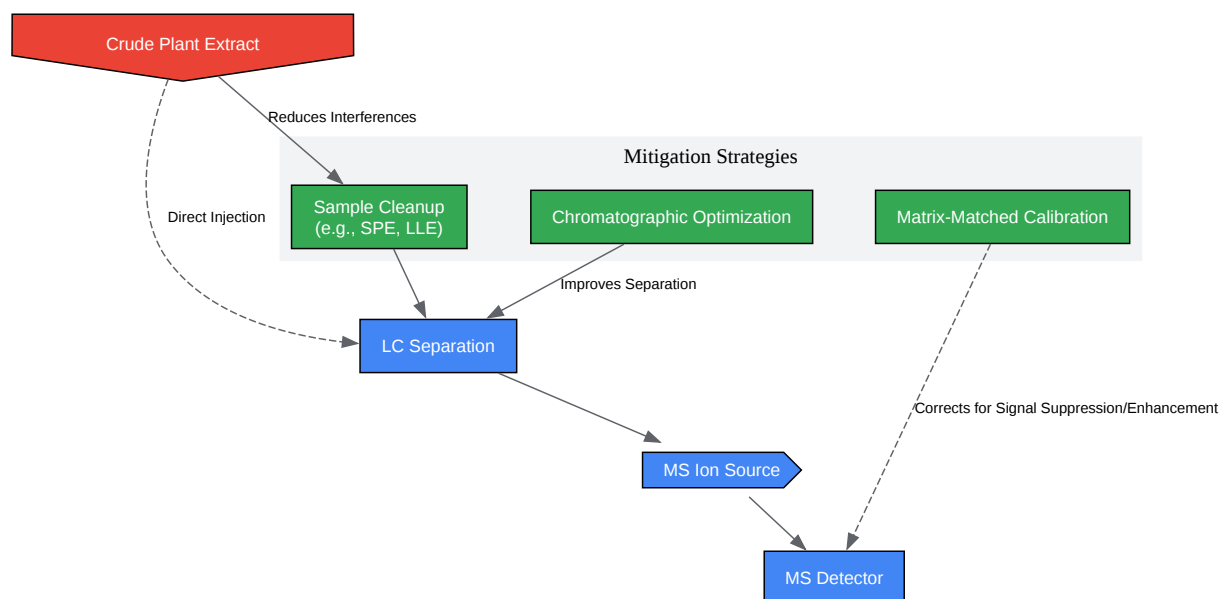 Crude Plant Extract
Reduces Interferences
Mitigation Strategies
Sample Cleanup
(e.g., SPE, LLE)
Chromatographic Optimization
Matrix-Matched Calibration
Direct Injection
Improves Separation
LC Separation
Corrects for Signal Suppression/Enhancement
MS Ion Source
MS Detector